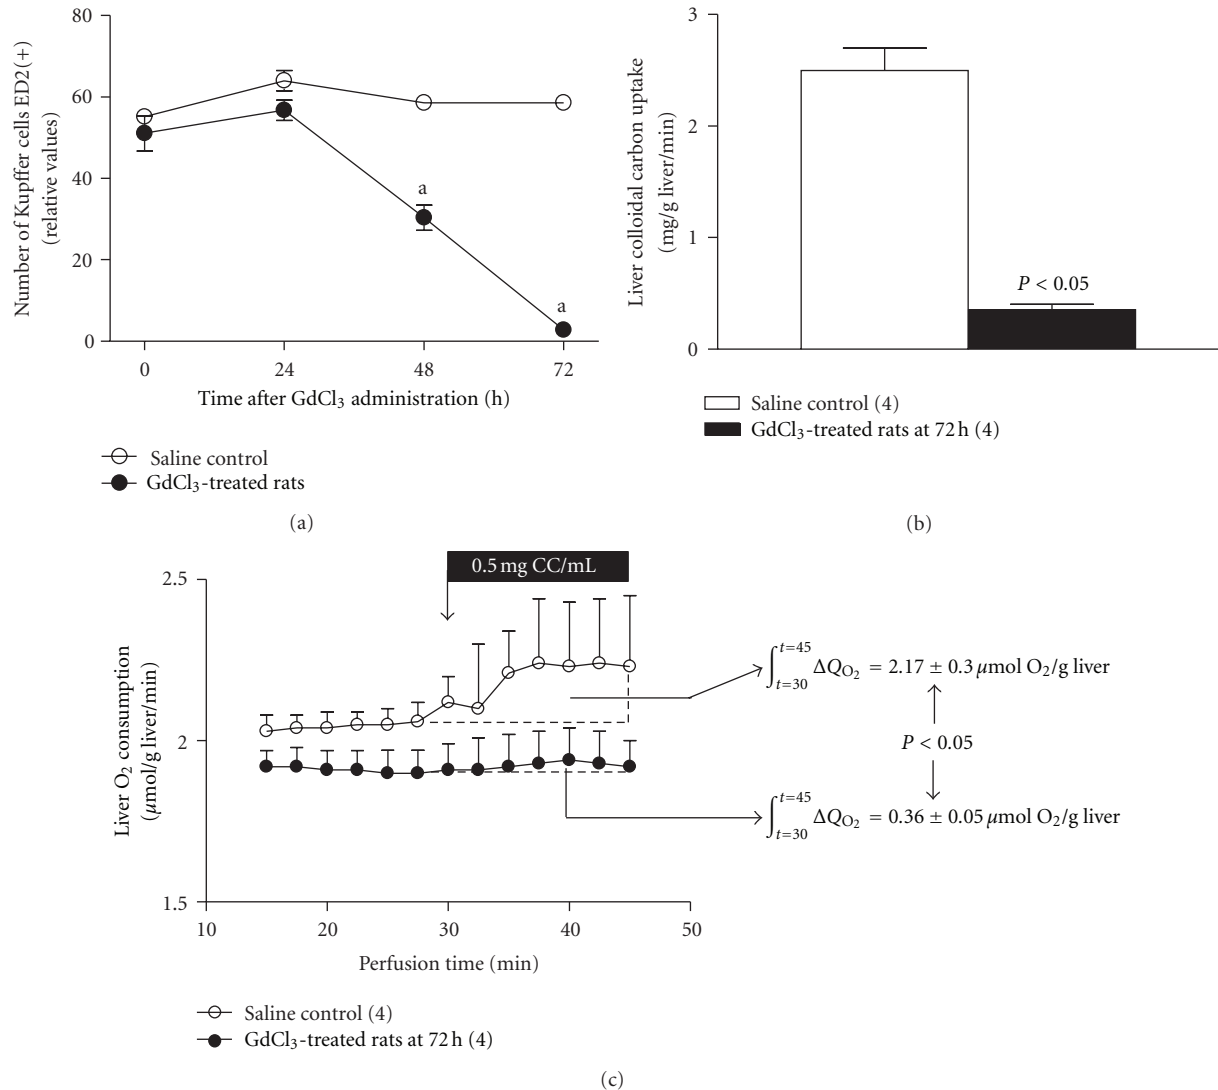 80
60
40
20
0
Number of Kupffer cells ED2(+)
(relative values)
a
a
0 24 48 72
Time after GdCl₃ administration (h)
Saline control
GdCl₃-treated rats
(a)
3
2
1
0
Liver colloidal carbon uptake
(mg/g liver/min)
P < 0.05
Saline control (4)
GdCl₃-treated rats at 72 h (4)
(b)
0.5 mg CC/mL
2.5
2
1.5
Liver O₂ consumption
(μmol/g liver/min)
10 20 30 40 50
Perfusion time (min)
∫_{t=30}^{t=45} ΔQ_{O₂} = 2.17 ± 0.3 μmol O₂/g liver
P < 0.05
∫_{t=30}^{t=45} ΔQ_{O₂} = 0.36 ± 0.05 μmol O₂/g liver
Saline control (4)
GdCl₃-treated rats at 72 h (4)
(c)